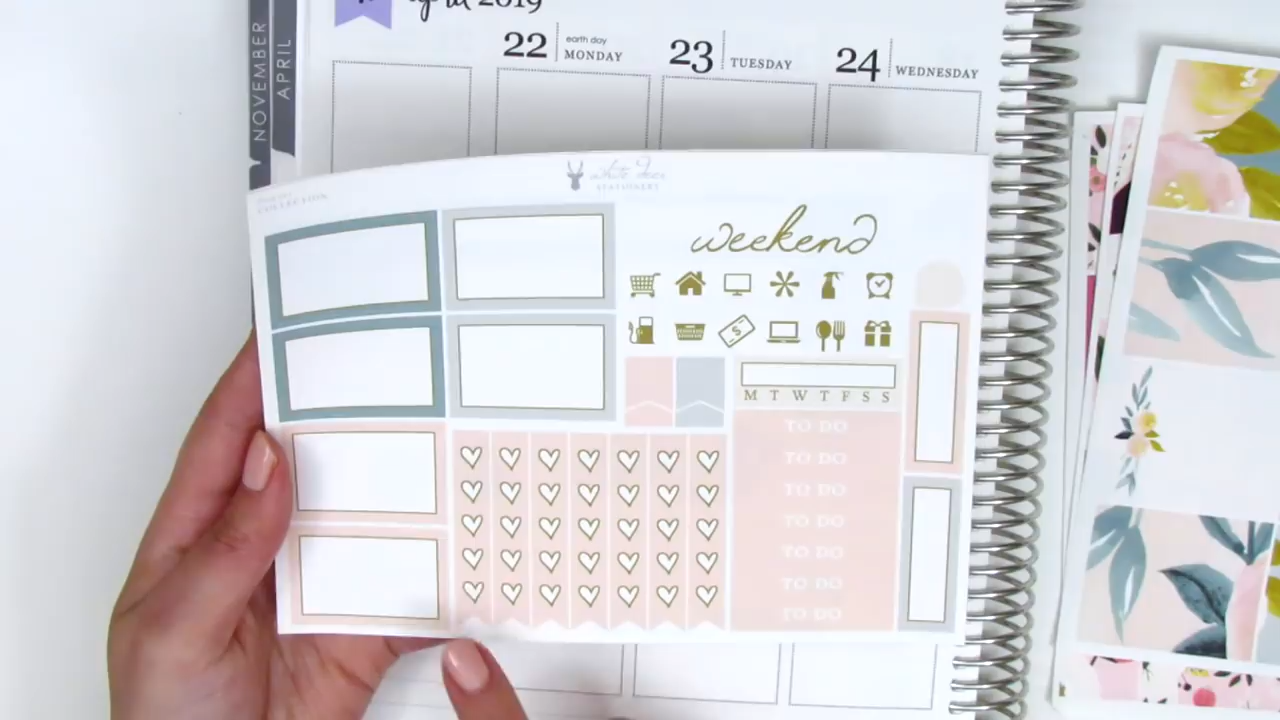 april 2019
NOVEMBER
APRIL
22 earth day MONDAY
23 TUESDAY
24 WEDNESDAY
COLLECTION
white deer
STATIONERY
weekend
M T W T F S S
TO DO
TO DO
TO DO
TO DO
TO DO
TO DO
TO DO